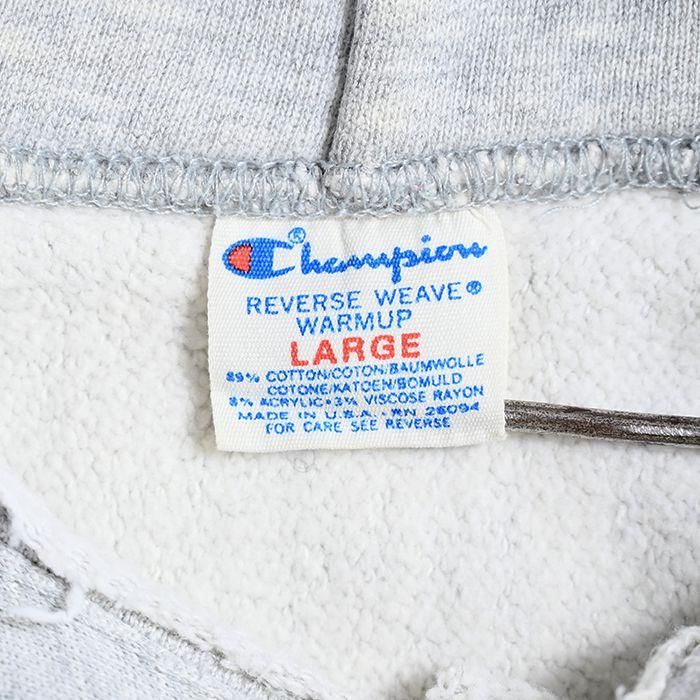 Champion®
REVERSE WEAVE®
WARMUP
LARGE
89% COTTON/COTON/BAUMWOLLE
COTONE/KATOEN/BOMULD
8% ACRYLIC • 3% VISCOSE RAYON
MADE IN U.S.A. • RN 26094
FOR CARE SEE REVERSE